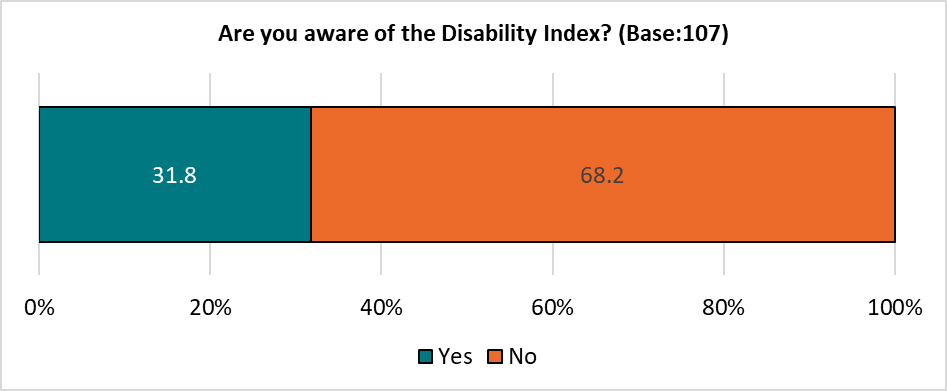 Are you aware of the Disability Index? (Base:107)
31.8 68.2
0% 20% 40% 60% 80% 100%
Yes No